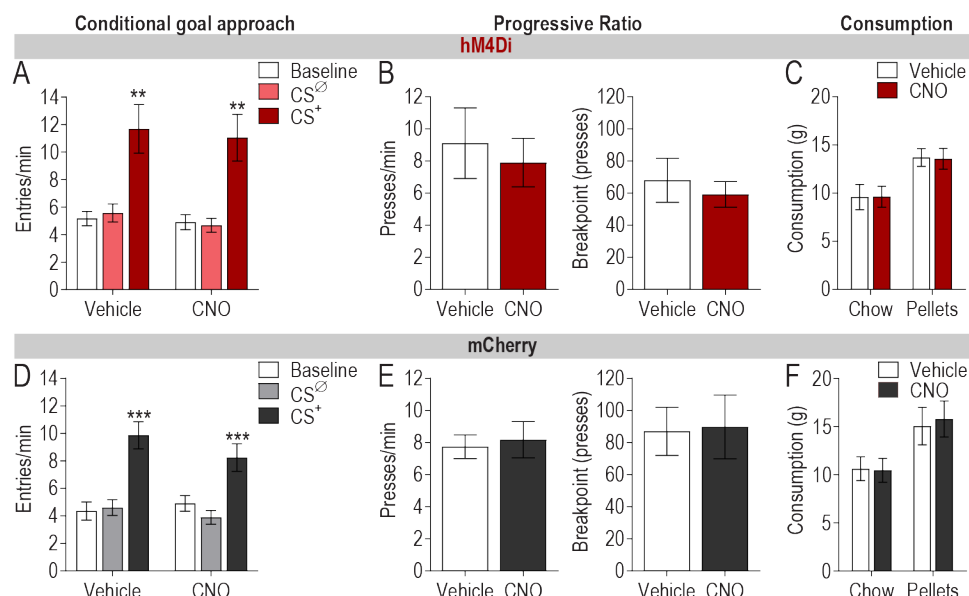 Conditional goal approach
Progressive Ratio
Consumption
hM4Di
A
Baseline
CS∅
CS+
Entries/min
14
12
10
8
6
4
2
0
**
**
Vehicle
CNO
B
Presses/min
12
10
8
6
4
2
0
Vehicle CNO
Breakpoint (presses)
120
100
80
60
40
20
0
Vehicle CNO
C
Vehicle
CNO
Consumption (g)
20
15
10
5
0
Chow
Pellets
mCherry
D
Baseline
CS∅
CS+
Entries/min
14
12
10
8
6
4
2
0
***
***
Vehicle
CNO
E
Presses/min
12
10
8
6
4
2
0
Vehicle CNO
Breakpoint (presses)
120
100
80
60
40
20
0
Vehicle CNO
F
Vehicle
CNO
Consumption (g)
20
15
10
5
0
Chow
Pellets